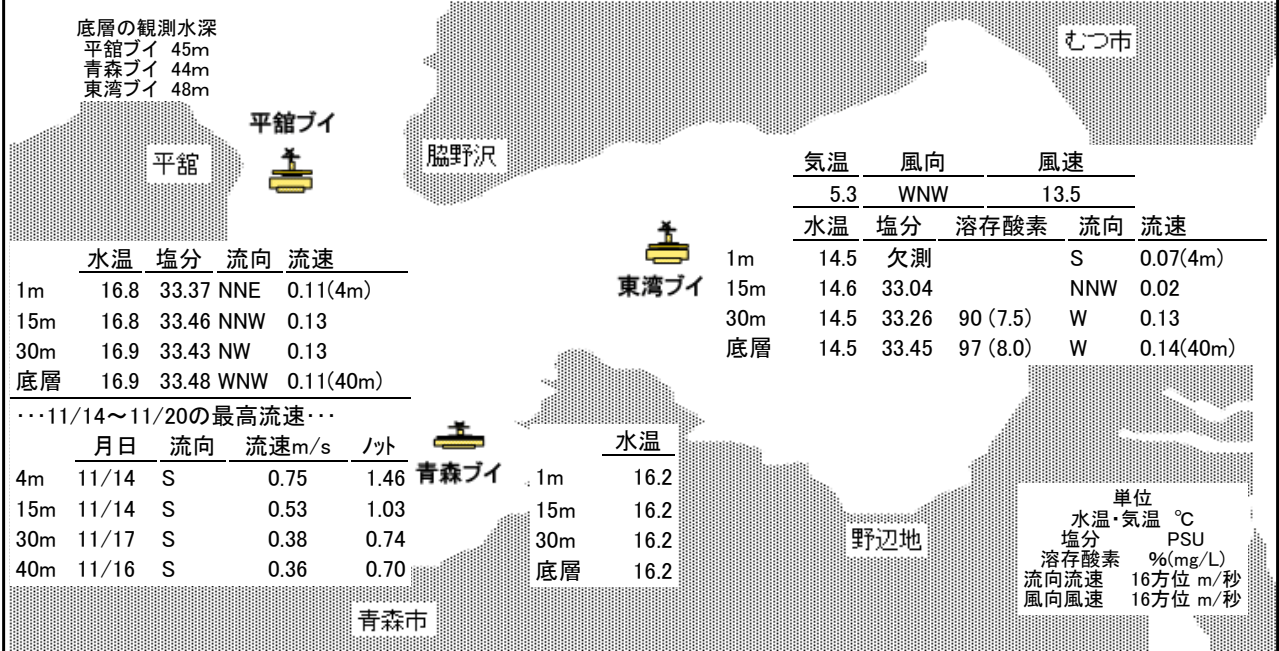 底層の観測水深
平舘ブイ 45m
青森ブイ 44m
東湾ブイ 48m
むつ市
平舘ブイ
平舘
脇野沢
気温 風向 風速
5.3 WNW 13.5
水温 塩分 溶存酸素 流向 流速
1m 14.5 欠測 S 0.07(4m)
15m 14.6 33.04 NNW 0.02
30m 14.5 33.26 90 (7.5) W 0.13
底層 14.5 33.45 97 (8.0) W 0.14(40m)
東湾ブイ
水温 塩分 流向 流速
1m 16.8 33.37 NNE 0.11(4m)
15m 16.8 33.46 NNW 0.13
30m 16.9 33.43 NW 0.13
底層 16.9 33.48 WNW 0.11(40m)
･･･11/14～11/20の最高流速･･･
月日 流向 流速m/s ﾉｯﾄ
4m 11/14 S 0.75 1.46
15m 11/14 S 0.53 1.03
30m 11/17 S 0.38 0.74
40m 11/16 S 0.36 0.70
青森ブイ
水温
1m 16.2
15m 16.2
30m 16.2
底層 16.2
青森市
野辺地
単位
水温・気温 ℃
塩分 PSU
溶存酸素 %(mg/L)
流向流速 16方位 m/秒
風向風速 16方位 m/秒